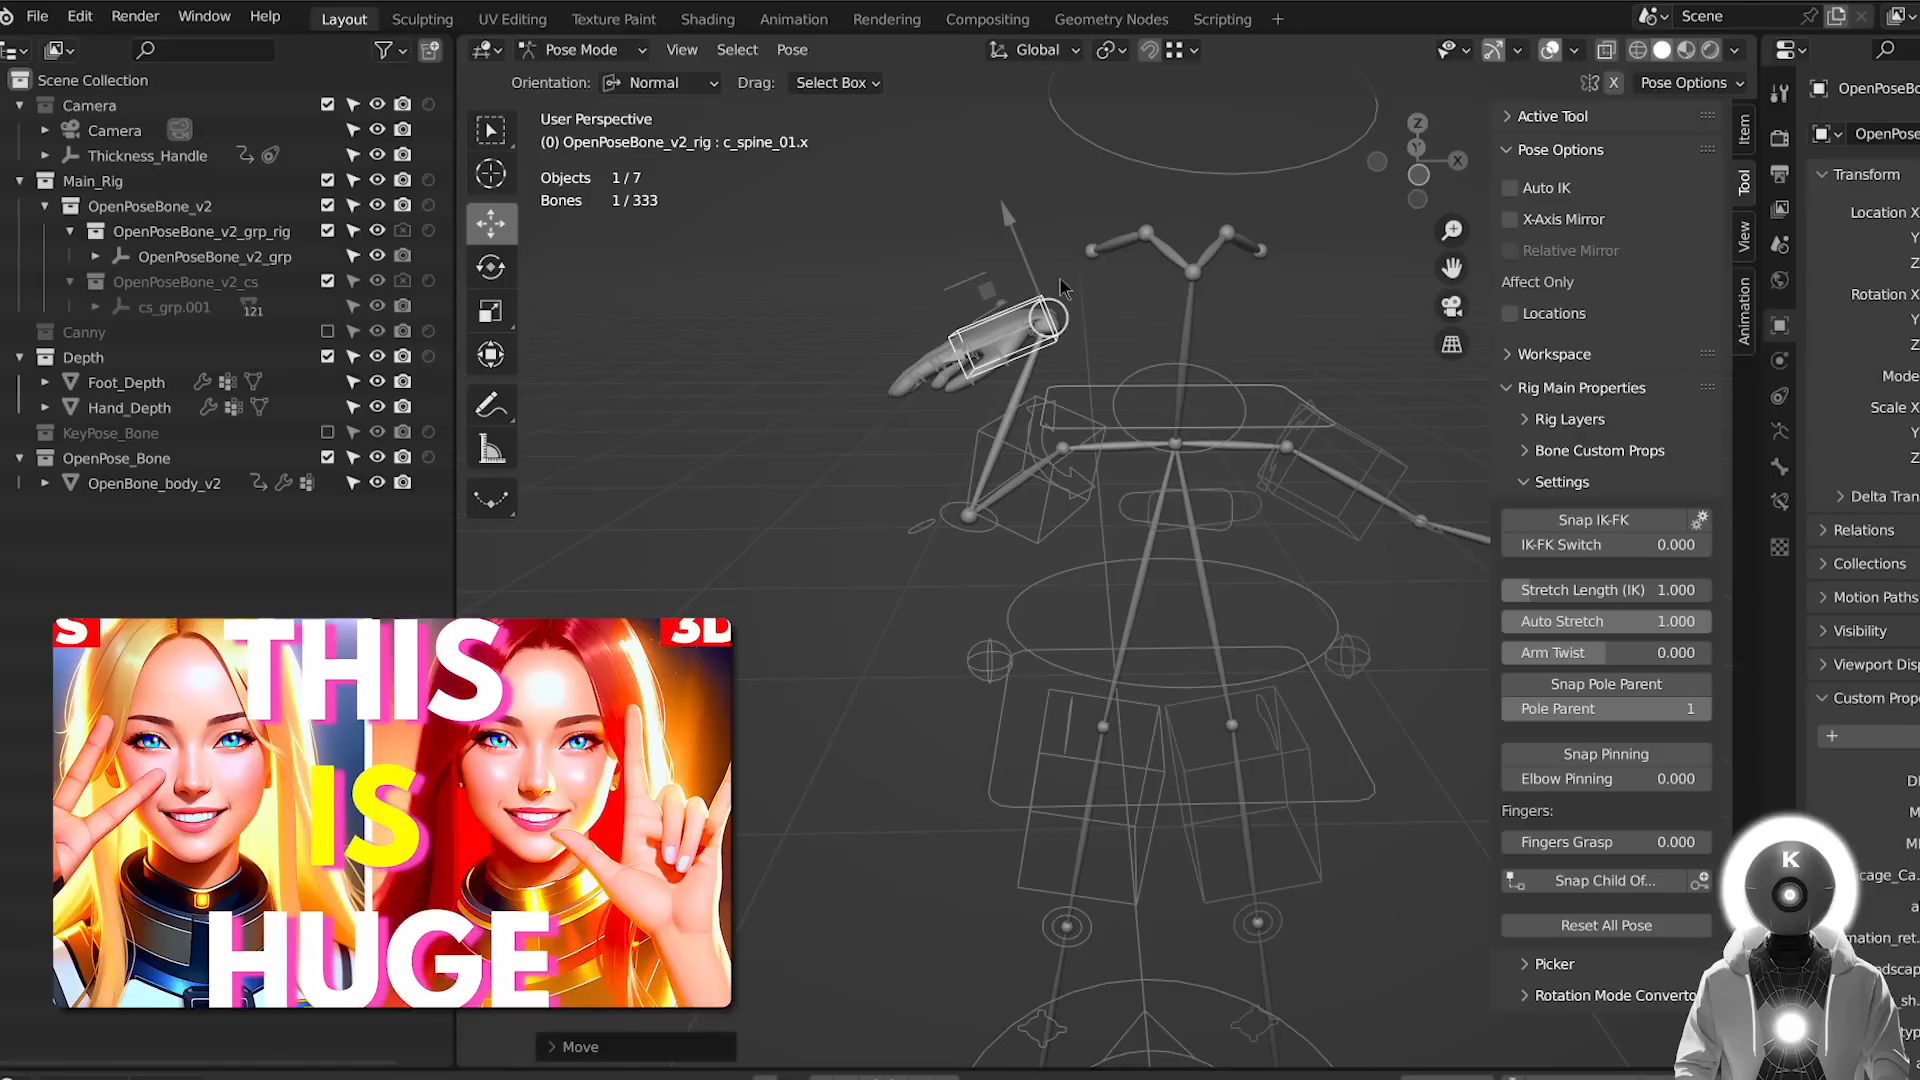 File Edit Render Window Help
Layout Sculpting UV Editing Texture Paint Shading Animation Rendering Compositing Geometry Nodes Scripting +
Scene
Pose Mode View Select Pose
Global
Orientation: Normal Drag: Select Box
X Pose Options
Scene Collection
Camera
Camera
Thickness_Handle
Main_Rig
OpenPoseBone_v2
OpenPoseBone_v2_grp_rig
OpenPoseBone_v2_grp
OpenPoseBone_v2_cs
cs_grp.001 121
Canny
Depth
Foot_Depth
Hand_Depth
KeyPose_Bone
OpenPose_Bone
OpenBone_body_v2
User Perspective
(0) OpenPoseBone_v2_rig : c_spine_01.x
Objects 1/7
Bones 1/333
Z
Y
X
Active Tool
Pose Options
Auto IK
X-Axis Mirror
Relative Mirror
Affect Only
Locations
Workspace
Rig Main Properties
Rig Layers
Bone Custom Props
Settings
Snap IK-FK
IK-FK Switch 0.000
Stretch Length (IK) 1.000
Auto Stretch 1.000
Arm Twist 0.000
Snap Pole Parent
Pole Parent 1
Snap Pinning
Elbow Pinning 0.000
Fingers:
Fingers Grasp 0.000
Snap Child Of...
Reset All Pose
Picker
Rotation Mode Converto
Item
Tool
View
Animation
OpenPoseBo
OpenPose
Transform
Location X
Y
Z
Rotation X
Y
Z
Mode
Scale X
Y
Z
Delta Tran
Relations
Collections
Motion Paths
Visibility
Viewport Disp
Custom Prope
+
S
3D
THIS
IS
HUGE
Move
K